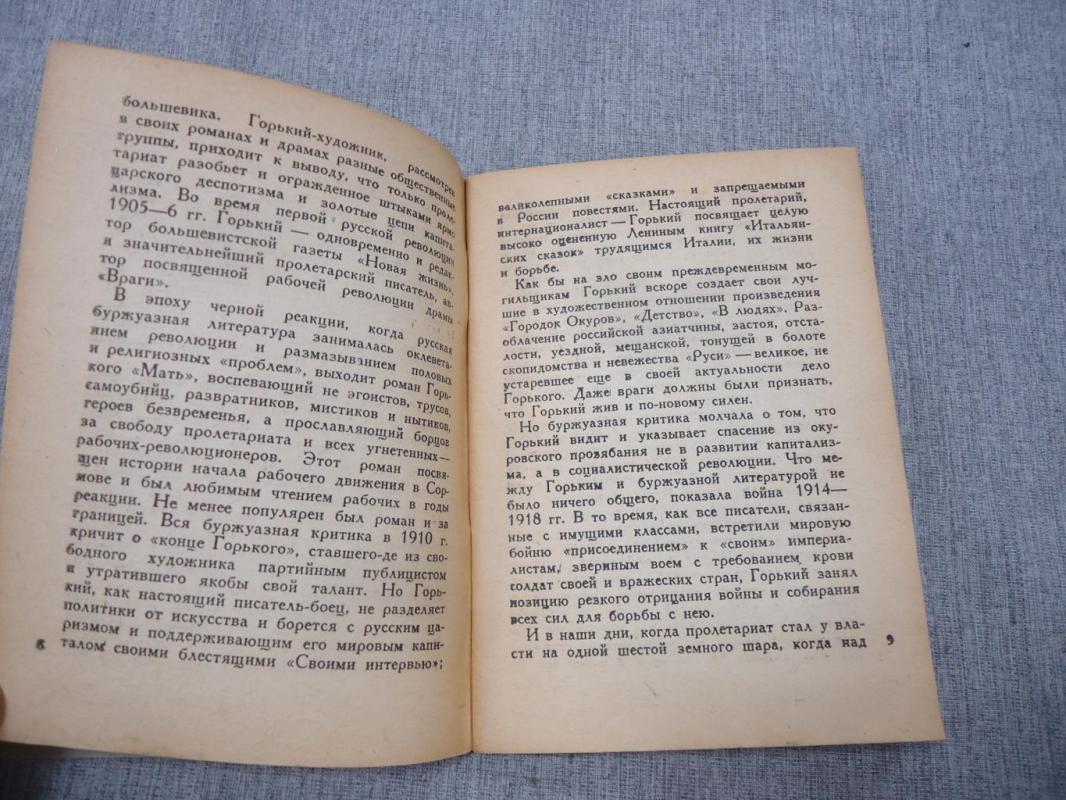 большевика. Горький-художник, рассмотрев
в своих романах и драмах разные общественные
группы, приходит к выводу, что только проле-
тариат разобьет и огражденное штыками ярмо
царского деспотизма и золотые цепи капита-
лизма. Во время первой русской революции
1905—6 гг. Горький — одновременно и редак-
тор большевистской газеты «Новая жизнь»,
и значительнейший пролетарский писатель, ав-
тор посвященной рабочей революции драмы
«Враги».
В эпоху черной реакции, когда русская
буржуазная литература занималась оклевета-
нием революции и размазыванием половых
и религиозных «проблем», выходит роман Горь-
кого «Мать», воспевающий не эгоистов, трусов,
самоубийц, развратников, мистиков и нытиков,
героев безвременья, а прославляющий борцов
за свободу пролетариата и всех угнетенных —
рабочих-революционеров. Этот роман посвя-
щен истории начала рабочего движения в Сор-
мове и был любимым чтением рабочих в годы
реакции. Не менее популярен был роман и за
границей. Вся буржуазная критика в 1910 г.
кричит о «конце Горького», ставшего-де из сво-
бодного художника партийным публицистом
и утратившего якобы свой талант. Но Горь-
кий, как настоящий писатель-боец, не разделяет
политики от искусства и борется с русским ца-
ризмом и поддерживающим его мировым капи-
талом своими блестящими «Своими интервью»;
8
великолепными «сказками» и запрещаемыми
в России повестями. Настоящий пролетарий,
интернационалист — Горький посвящает целую
высоко оцененную Лениным книгу «Итальян-
ских сказок» трудящимся Италии, их жизни
и борьбе.
Как бы на зло своим преждевременным мо-
гильщикам Горький вскоре создает свои луч-
шие в художественном отношении произведения
«Городок Окуров», «Детство», «В людях». Раз-
облачение российской азиатчины, застоя, отста-
лости, уездной, мещанской, тонущей в болоте
скопидомства и невежества «Руси» — великое, не
устаревшее еще в своей актуальности дело
Горького. Даже враги должны были признать,
что Горький жив и по-новому силен.
Но буржуазная критика молчала о том, что
Горький видит и указывает спасение из оку-
ровского прозябания не в развитии капитализ-
ма, а в социалистической революции. Что ме-
жду Горьким и буржуазной литературой не
было ничего общего, показала война 1914—
1918 гг. В то время, как все писатели, связан-
ные с имущими классами, встретили мировую
бойню «присоединением» к «своим» империа-
листам, звериным воем с требованием крови
солдат своей и вражеских стран, Горький занял
позицию резкого отрицания войны и собирания
всех сил для борьбы с нею.
И в наши дни, когда пролетариат стал у вла-
сти на одной шестой земного шара, когда над
9